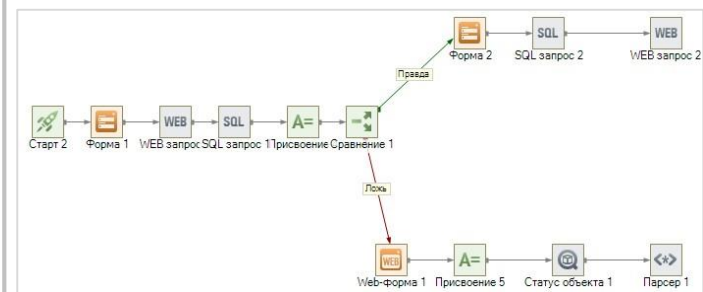 SQL
WEB
Форма 2
SQL запрос 2
WEB запрос 2
Правда
WEB
SQL
A=
Старт 2
Форма 1
WEB запрос
SQL запрос 1
Присвоение
Сравнение 1
Ложь
WEB
A=
Web-форма 1
Присвоение 5
Статус объекта 1
Парсер 1